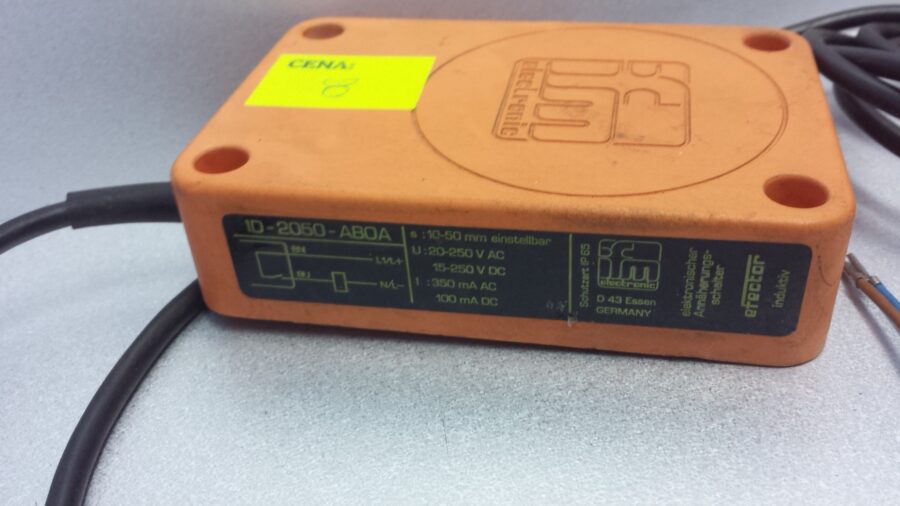 CENA:
80
ifm
electronic
ID-2050-ABOA
BN
L1/+
BU
N/-
s :10-50 mm einstellbar
U :20-250 V AC
15-250 V DC
I :350 mA AC
100 mA DC
Schutzart IP 65
ifm
electronic
D 43 Essen
GERMANY
elektronischer
Annäherungs-
schalter
efector
induktiv